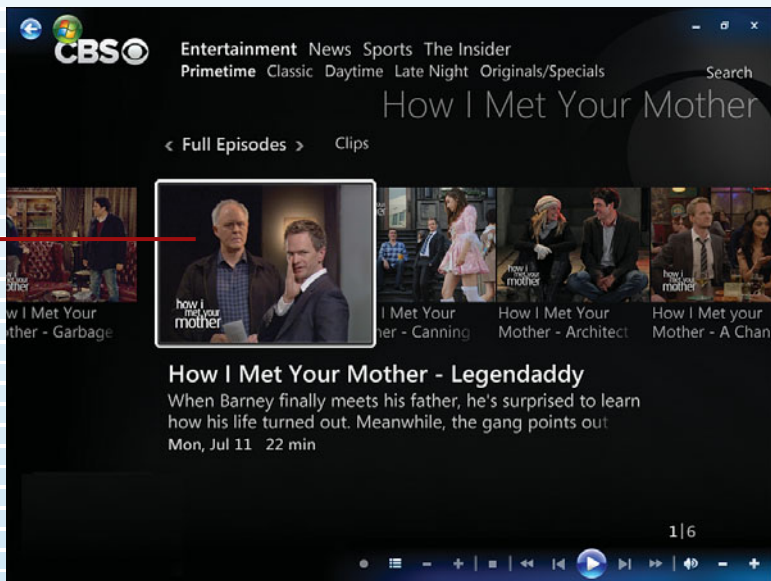 CBS
Entertainment News Sports The Insider
Primetime Classic Daytime Late Night Originals/Specials
Search
How I Met Your Mother
< Full Episodes > Clips
how i
met your
mother
w I Met Your
ther - Garbage
I Met Your
er - Canning
How I Met Your
Mother - Architect
How I Met your
Mother - A Chan
How I Met Your Mother - Legendaddy
When Barney finally meets his father, he's surprised to learn
how his life turned out. Meanwhile, the gang points out
Mon, Jul 11 22 min
1|6